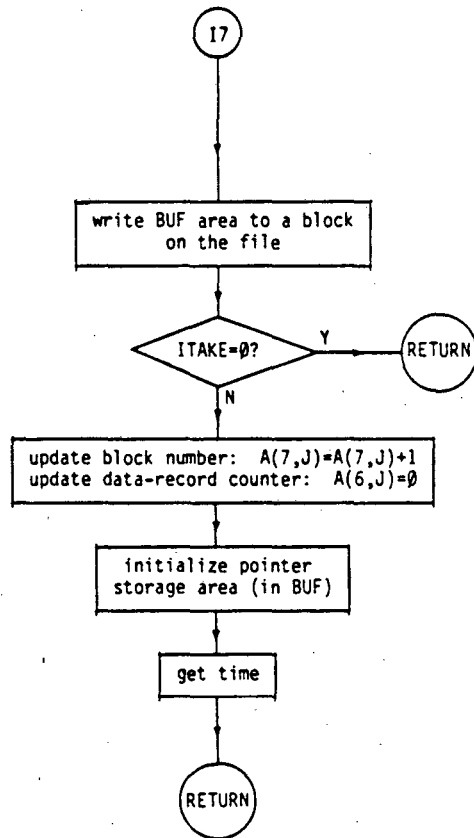 I7
write BUF area to a block
on the file
ITAKE=Ø?
Y
RETURN
N
update block number: A(7,J)=A(7,J)+1
update data-record counter: A(6,J)=Ø
initialize pointer
storage area (in BUF)
get time
RETURN